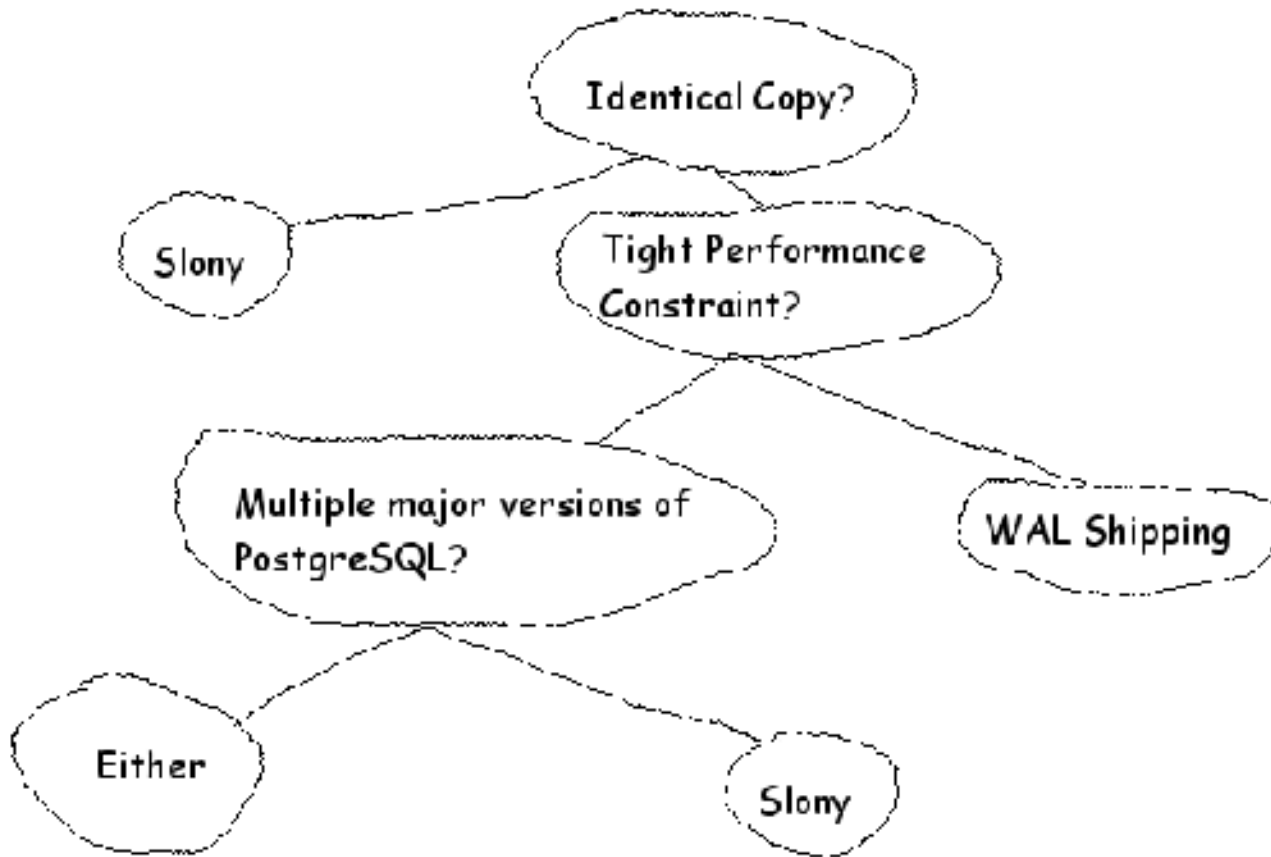 Identical Copy?
Slony
Tight Performance
Constraint?
Multiple major versions of
PostgreSQL?
WAL Shipping
Either
Slony